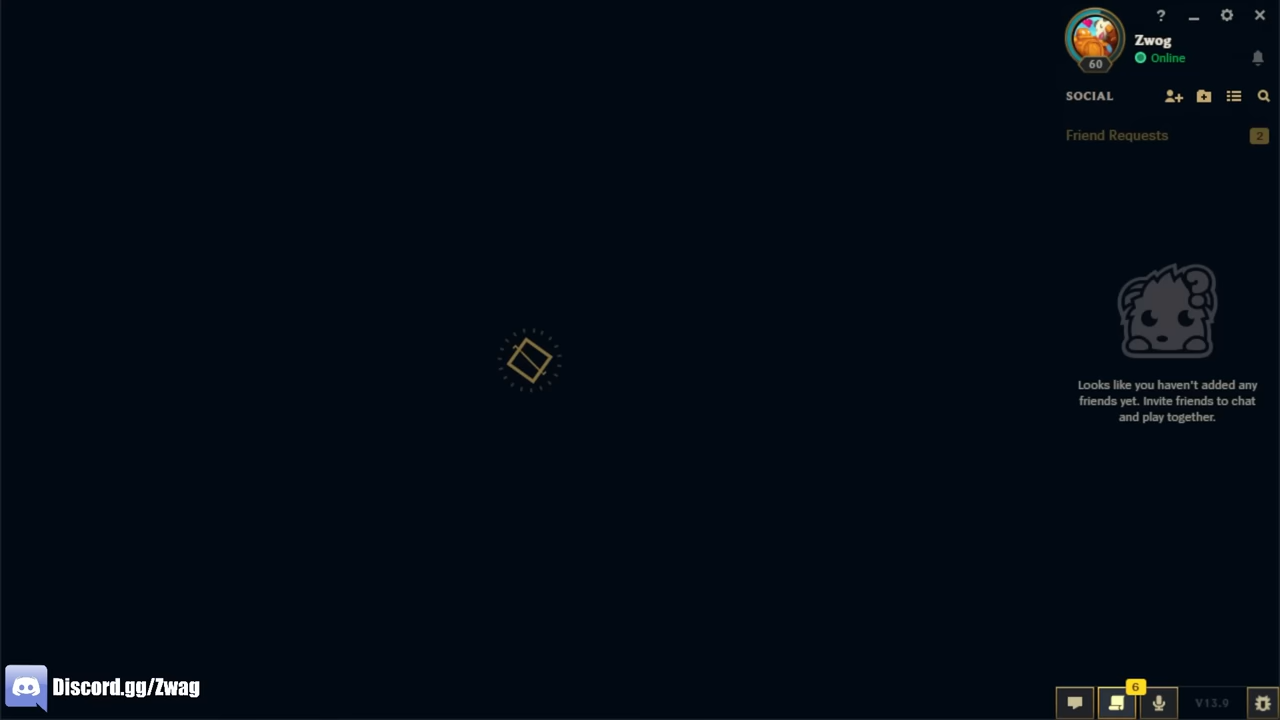 ?
Zwog
Online
60
SOCIAL
Friend Requests
2
Looks like you haven't added any
friends yet. Invite friends to chat
and play together.
Discord.gg/Zwag
6
V13.9